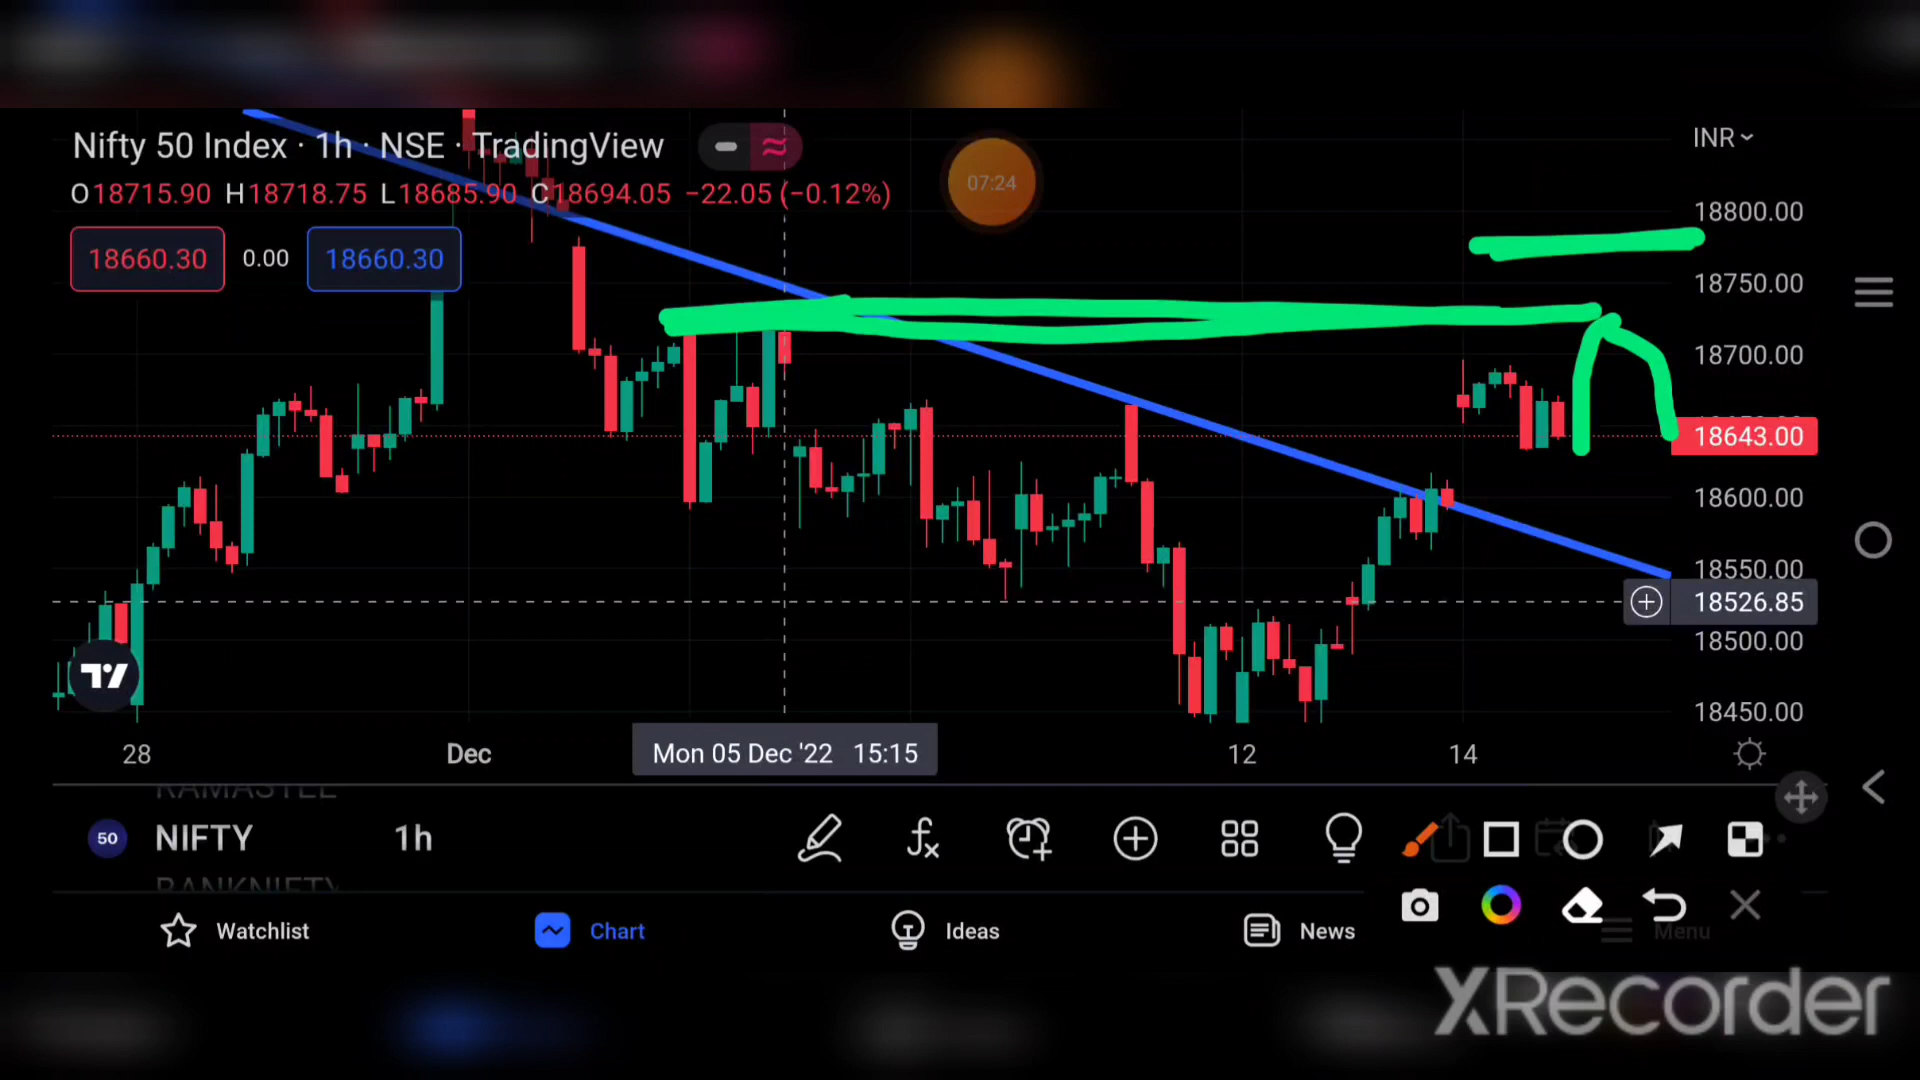 Nifty 50 Index · 1h · NSE · TradingView
INR
O18715.90 H18718.75 L18685.90 C18694.05 −22.05 (−0.12%)
07:24
18660.30 0.00 18660.30
18800.00
18750.00
18700.00
18643.00
18600.00
18550.00
18526.85
18500.00
18450.00
28 Dec Mon 05 Dec '22 15:15 12 14
50 NIFTY 1h
BANKNIFTY
Watchlist Chart Ideas News Menu
XRecorder